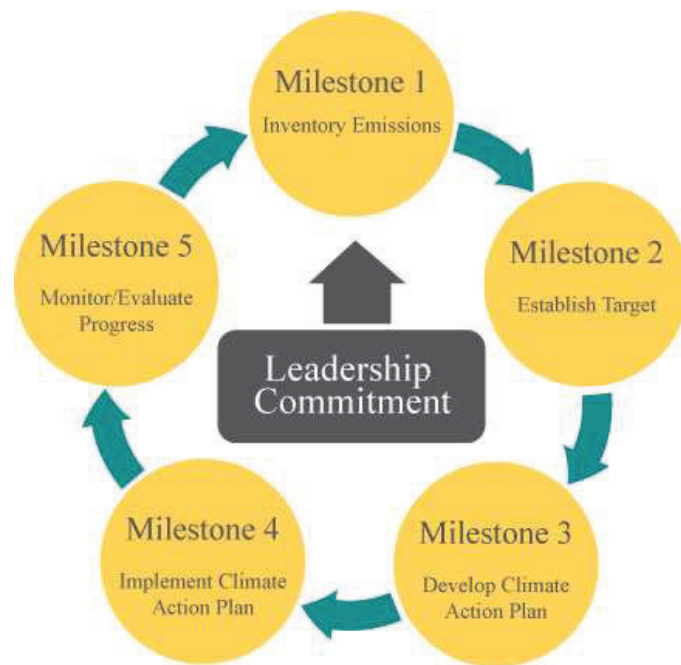 Milestone 1
Inventory Emissions
Milestone 2
Establish Target
Milestone 3
Develop Climate
Action Plan
Milestone 4
Implement Climate
Action Plan
Milestone 5
Monitor/Evaluate
Progress
Leadership
Commitment